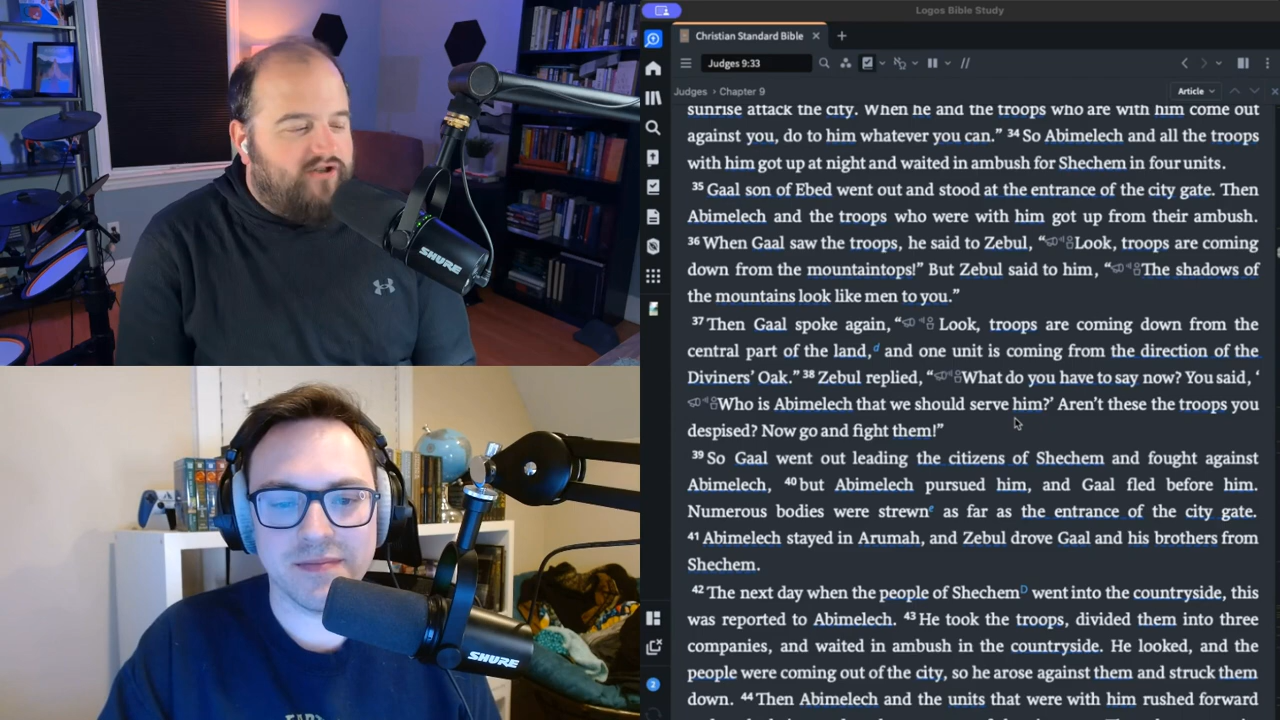 SHURE
SHURE
Logos Bible Study
Christian Standard Bible
Judges 9:33
Judges › Chapter 9
Article
sunrise attack the city. When he and the troops who are with him come out
against you, do to him whatever you can.” 34 So Abimelech and all the troops
with him got up at night and waited in ambush for Shechem in four units.
35 Gaal son of Ebed went out and stood at the entrance of the city gate. Then
Abimelech and the troops who were with him got up from their ambush.
36 When Gaal saw the troops, he said to Zebul, “Look, troops are coming
down from the mountaintops!” But Zebul said to him, “The shadows of
the mountains look like men to you.”
37 Then Gaal spoke again, “Look, troops are coming down from the
central part of the land,d and one unit is coming from the direction of the
Diviners’ Oak.” 38 Zebul replied, “What do you have to say now? You said, ‘
Who is Abimelech that we should serve him?’ Aren’t these the troops you
despised? Now go and fight them!”
39 So Gaal went out leading the citizens of Shechem and fought against
Abimelech, 40 but Abimelech pursued him, and Gaal fled before him.
Numerous bodies were strewne as far as the entrance of the city gate.
41 Abimelech stayed in Arumah, and Zebul drove Gaal and his brothers from
Shechem.
42 The next day when the people of ShechemD went into the countryside, this
was reported to Abimelech. 43 He took the troops, divided them into three
companies, and waited in ambush in the countryside. He looked, and the
people were coming out of the city, so he arose against them and struck them
down. 44 Then Abimelech and the units that were with him rushed forward
2